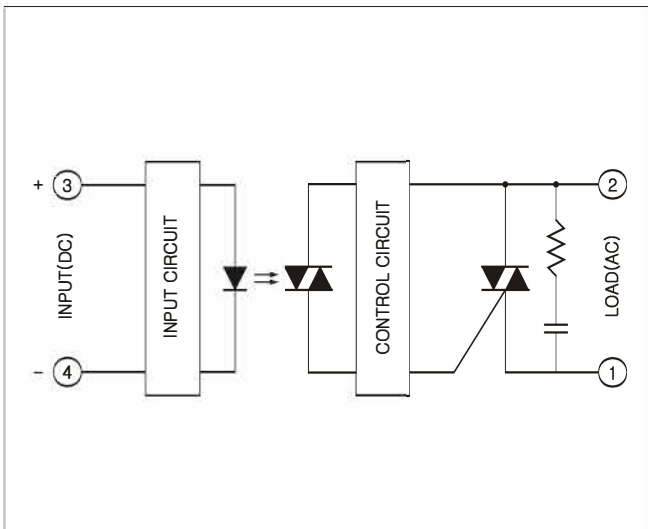 + 3
INPUT(DC)
- 4
INPUT CIRCUIT
CONTROL CIRCUIT
2
LOAD(AC)
1